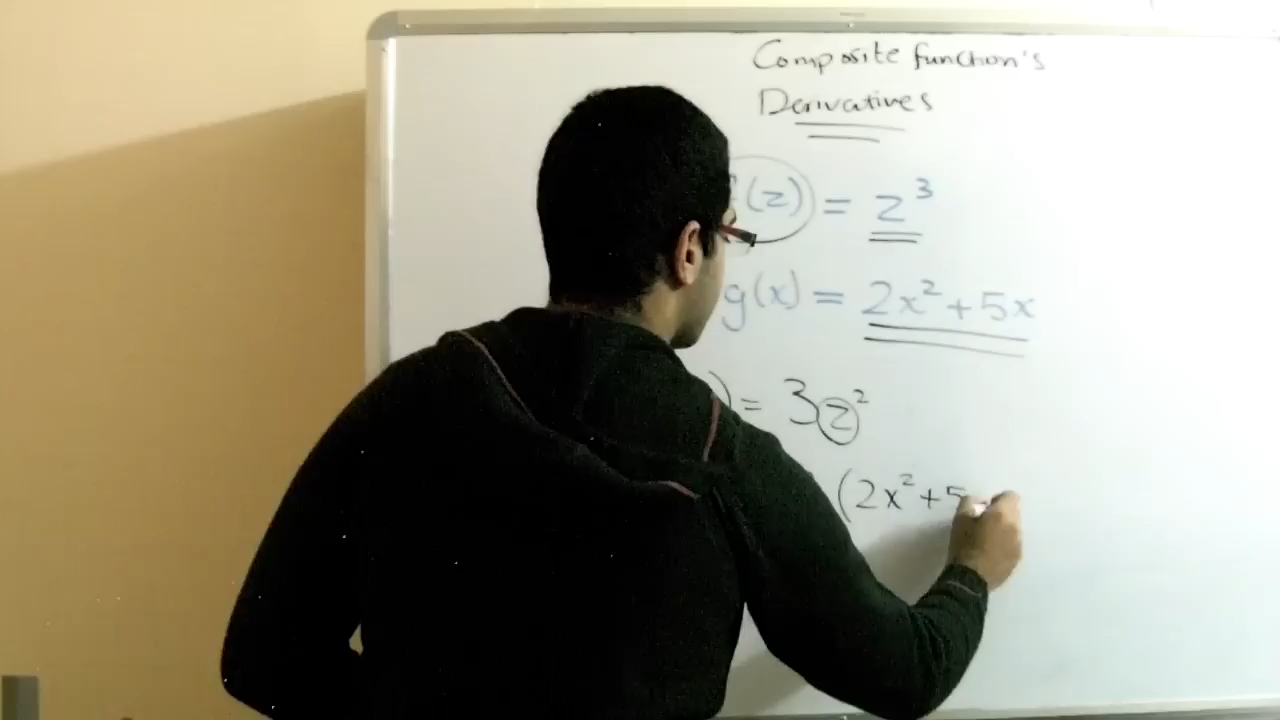 Composite function's
Derivatives
(z) = z³
g(x) = 2x² + 5x
) = 3z²
(2x² + 5